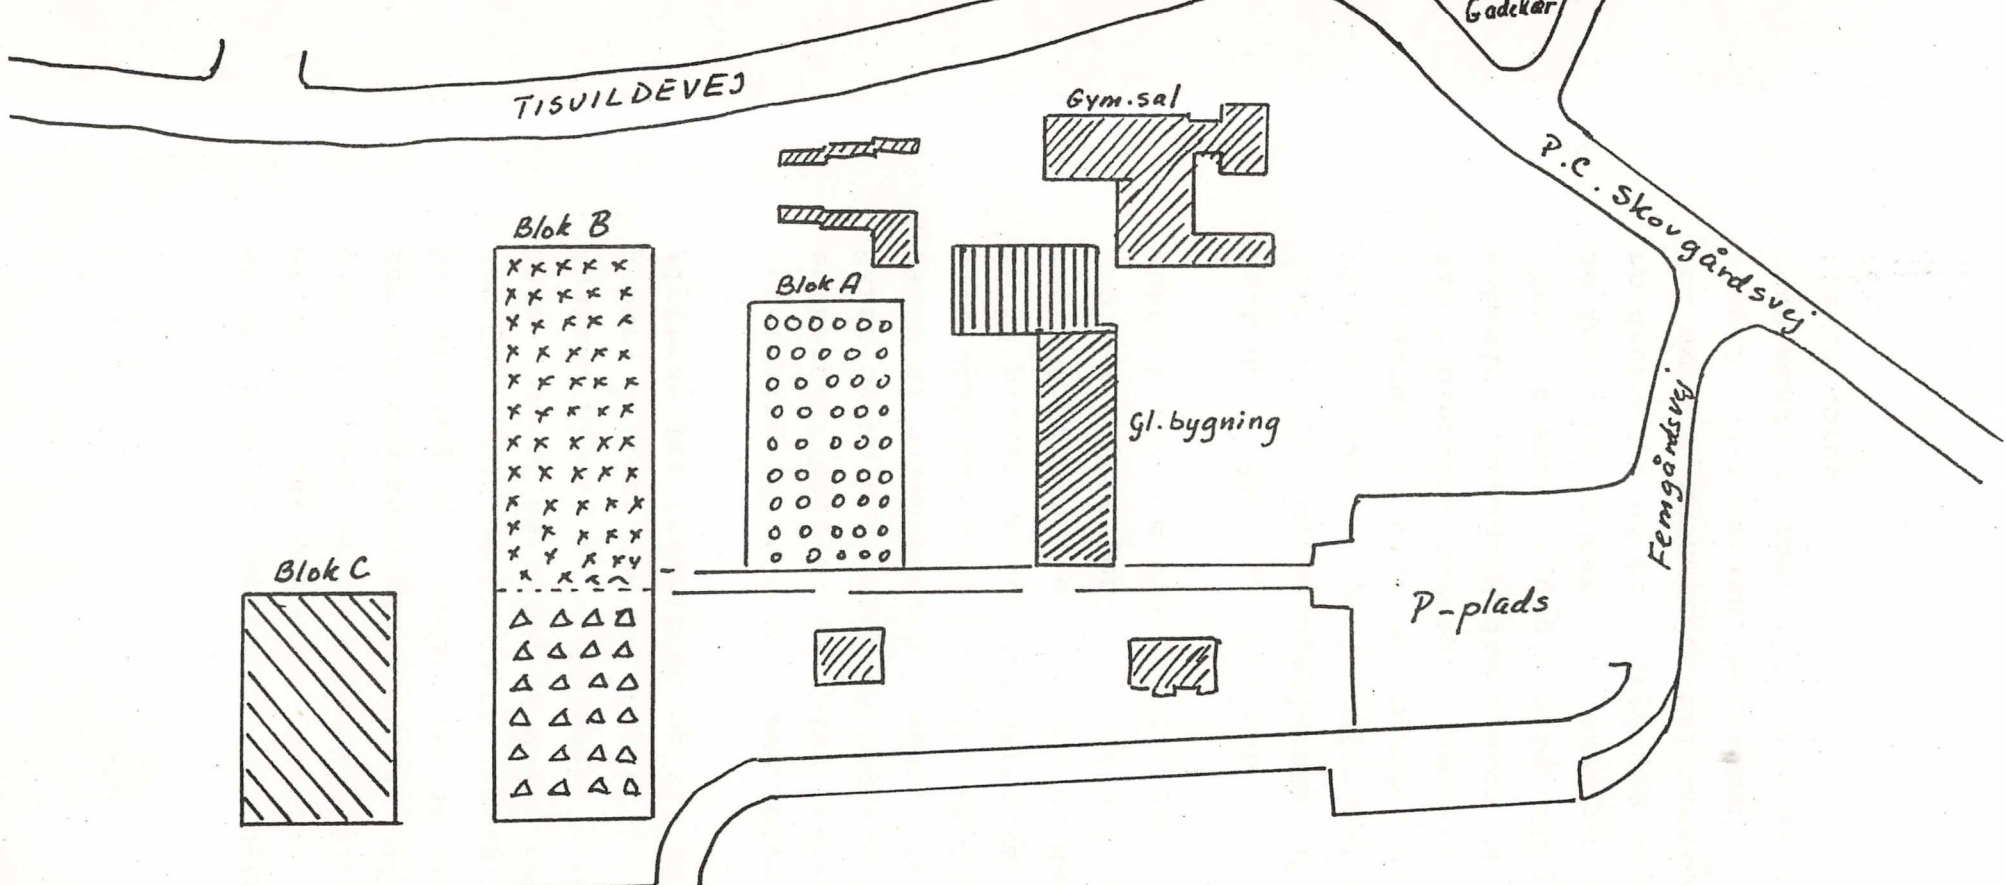 Gadekær
TISVILDEVEJ
Gym.sal
P.C. Skovgårdsvej
Blok B
Blok A
Gl.bygning
Femgårdsvej
Blok C
P-plads